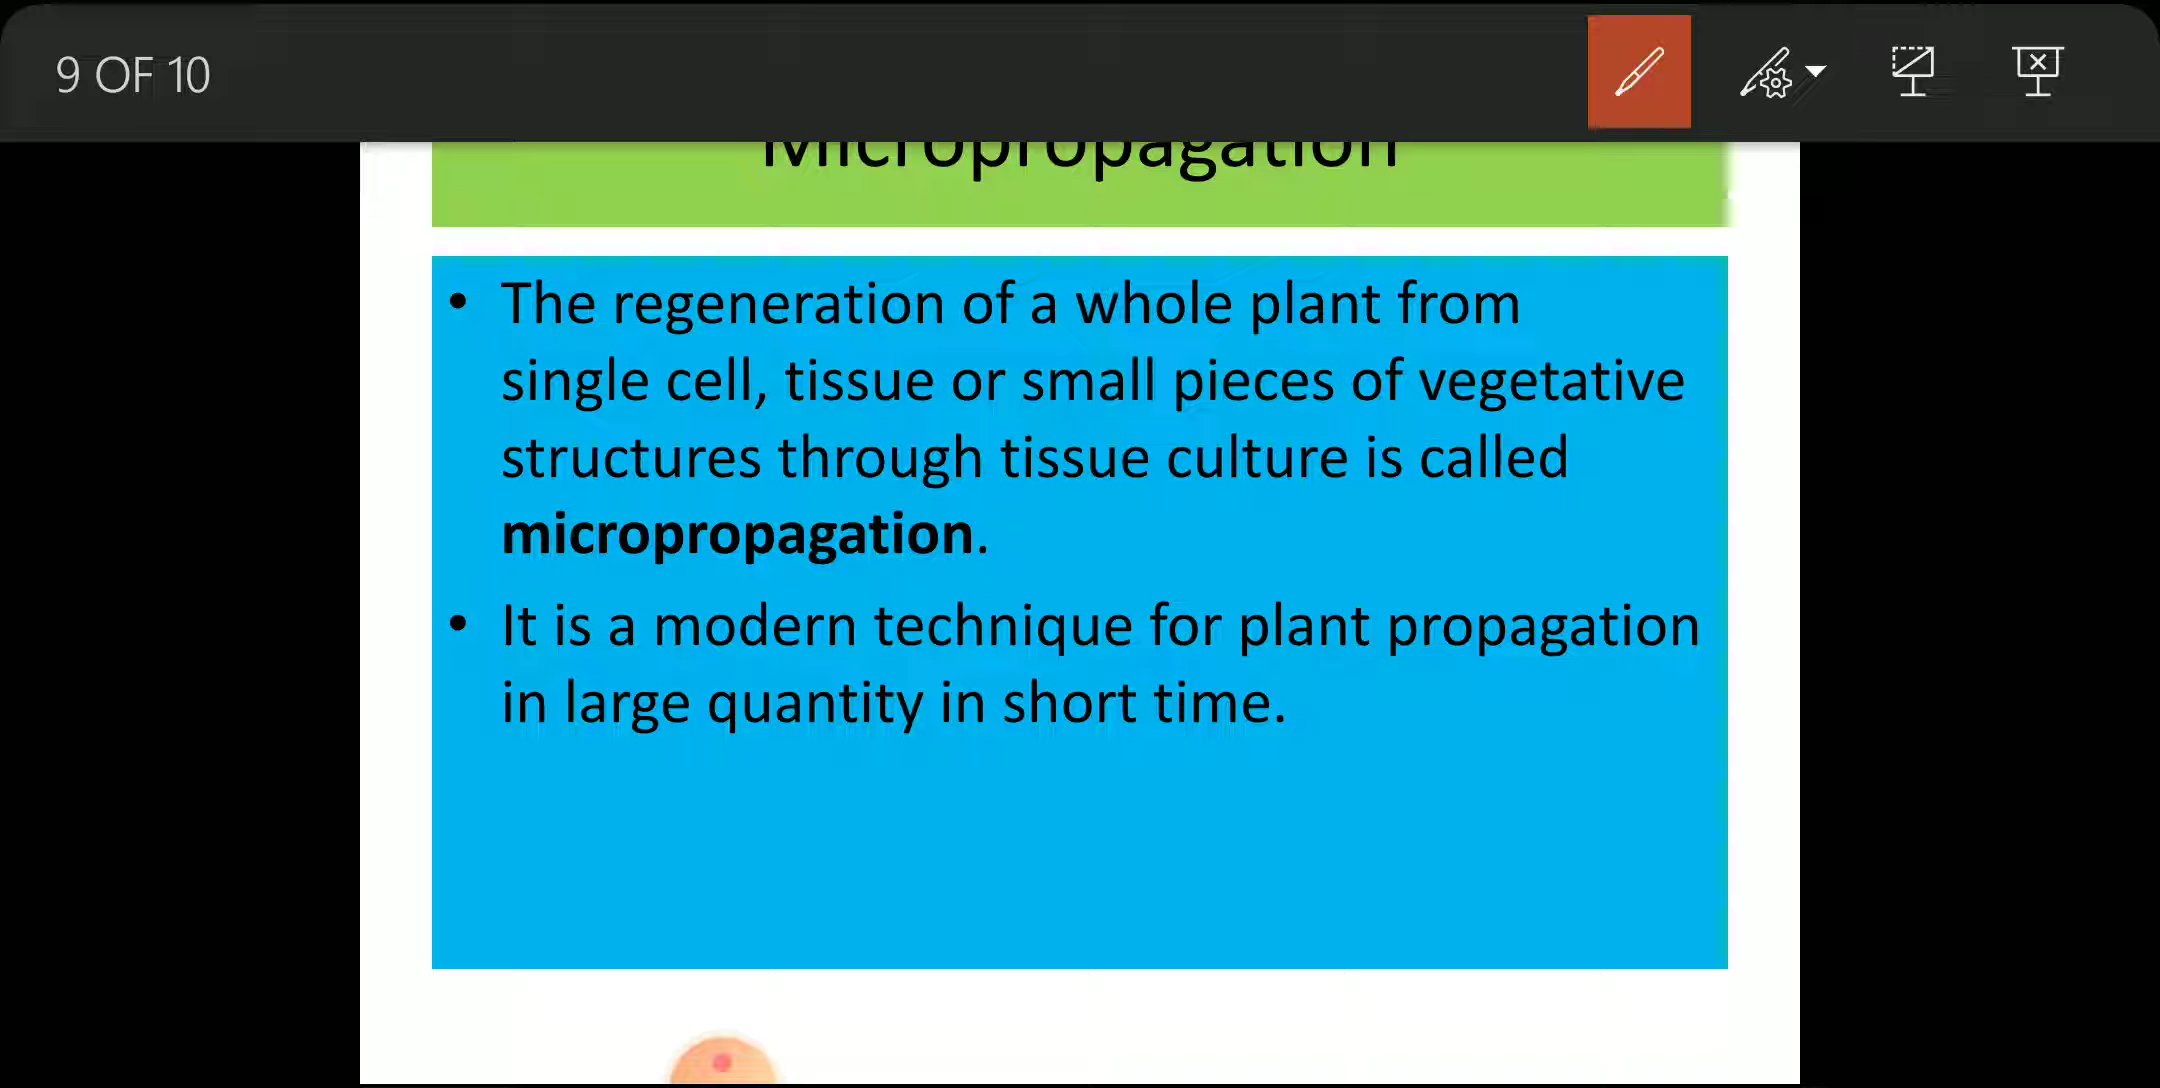 9 OF 10
Micropropagation
• The regeneration of a whole plant from
single cell, tissue or small pieces of vegetative
structures through tissue culture is called
micropropagation.
• It is a modern technique for plant propagation
in large quantity in short time.